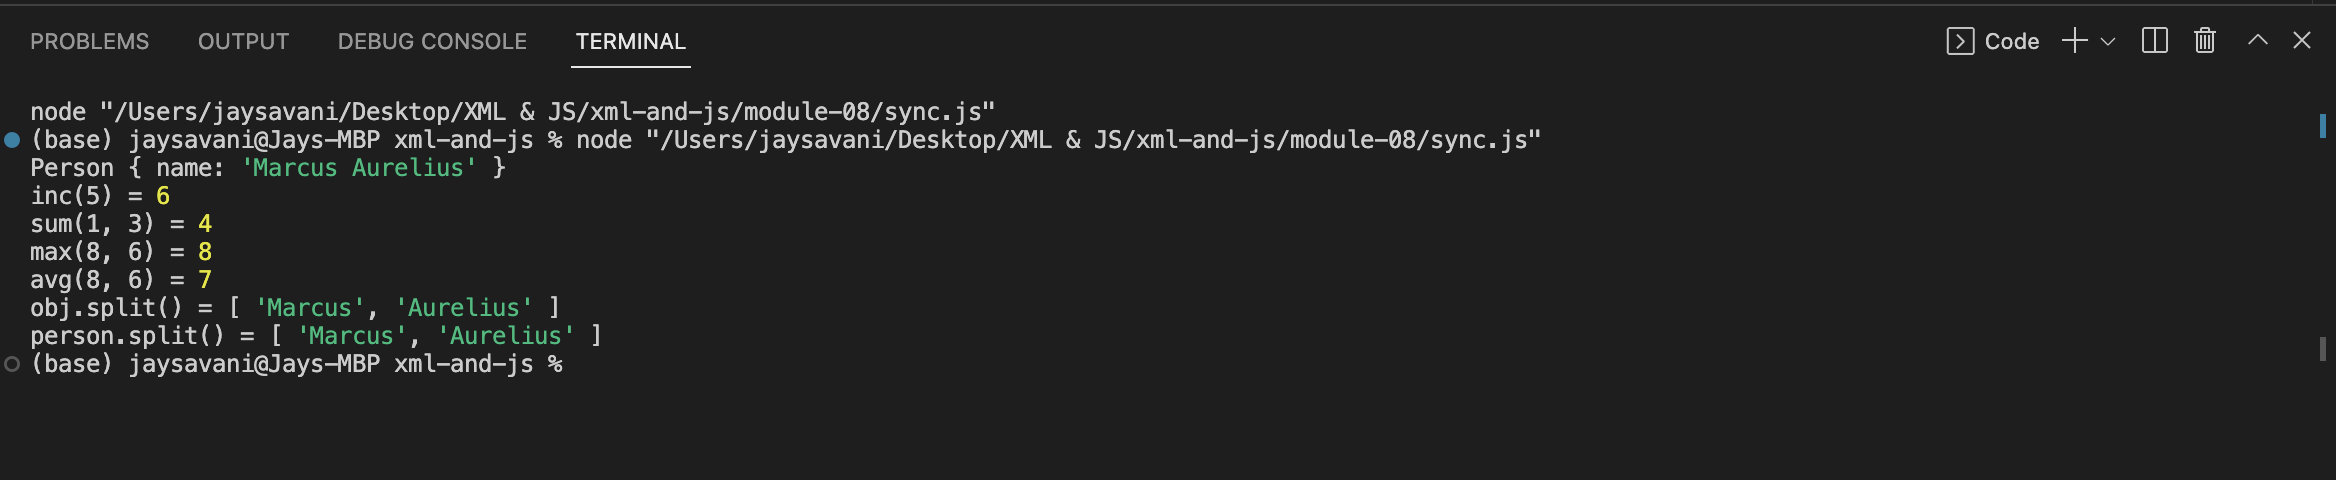 PROBLEMS OUTPUT DEBUG CONSOLE TERMINAL Code
node "/Users/jaysavani/Desktop/XML & JS/xml-and-js/module-08/sync.js"
(base) jaysavani@Jays-MBP xml-and-js % node "/Users/jaysavani/Desktop/XML & JS/xml-and-js/module-08/sync.js"
Person { name: 'Marcus Aurelius' }
inc(5) = 6
sum(1, 3) = 4
max(8, 6) = 8
avg(8, 6) = 7
obj.split() = [ 'Marcus', 'Aurelius' ]
person.split() = [ 'Marcus', 'Aurelius' ]
(base) jaysavani@Jays-MBP xml-and-js %